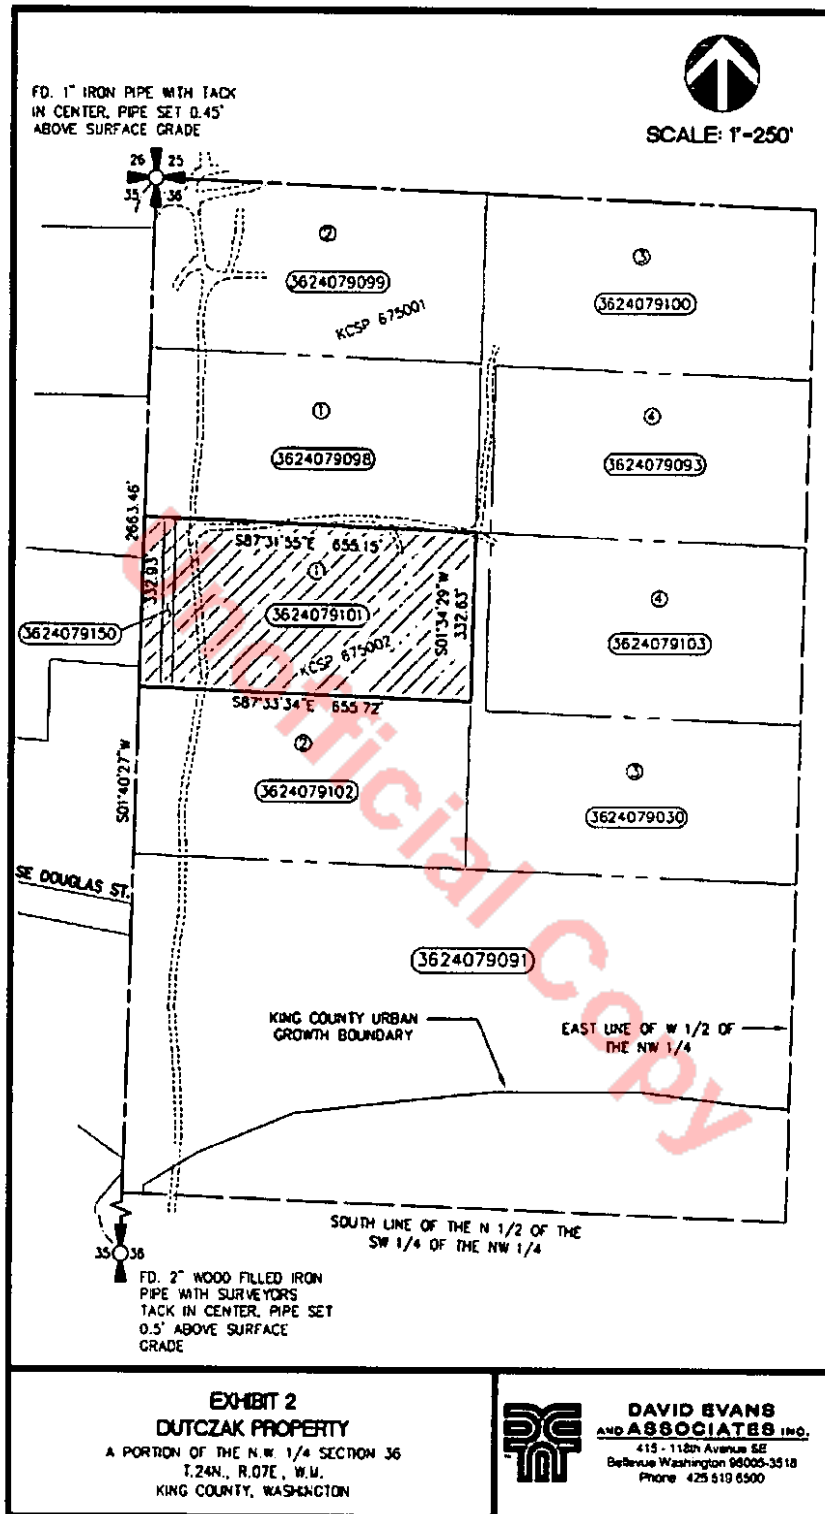 FD. 1" IRON PIPE WITH TACK
IN CENTER, PIPE SET 0.45'
ABOVE SURFACE GRADE
SCALE: 1"-250'
26 25
35 36
2
3624079099
KCSP 675001
3
3624079100
1
3624079098
4
3624079093
2663.46'
S87°31'55"E 655.15'
332.93'
1
3624079101
S01°34'29"W
332.63'
3624079150
KCSP 675002
4
3624079103
S87°33'34"E 655.72'
S01°40'27"W
2
3624079102
3
3624079030
SE DOUGLAS ST.
3624079091
KING COUNTY URBAN
GROWTH BOUNDARY
EAST LINE OF W 1/2 OF
THE NW 1/4
SOUTH LINE OF THE N 1/2 OF THE
SW 1/4 OF THE NW 1/4
35 36
FD. 2" WOOD FILLED IRON
PIPE WITH SURVEYORS
TACK IN CENTER, PIPE SET
0.5' ABOVE SURFACE
GRADE
Unofficial Copy
EXHIBIT 2
DUTCZAK PROPERTY
A PORTION OF THE N.W. 1/4 SECTION 36
T.24N., R.07E., W.M.
KING COUNTY, WASHINGTON
DAVID EVANS
AND ASSOCIATES INC.
415 - 118th Avenue SE
Bellevue Washington 98005-3518
Phone 425 519 6500